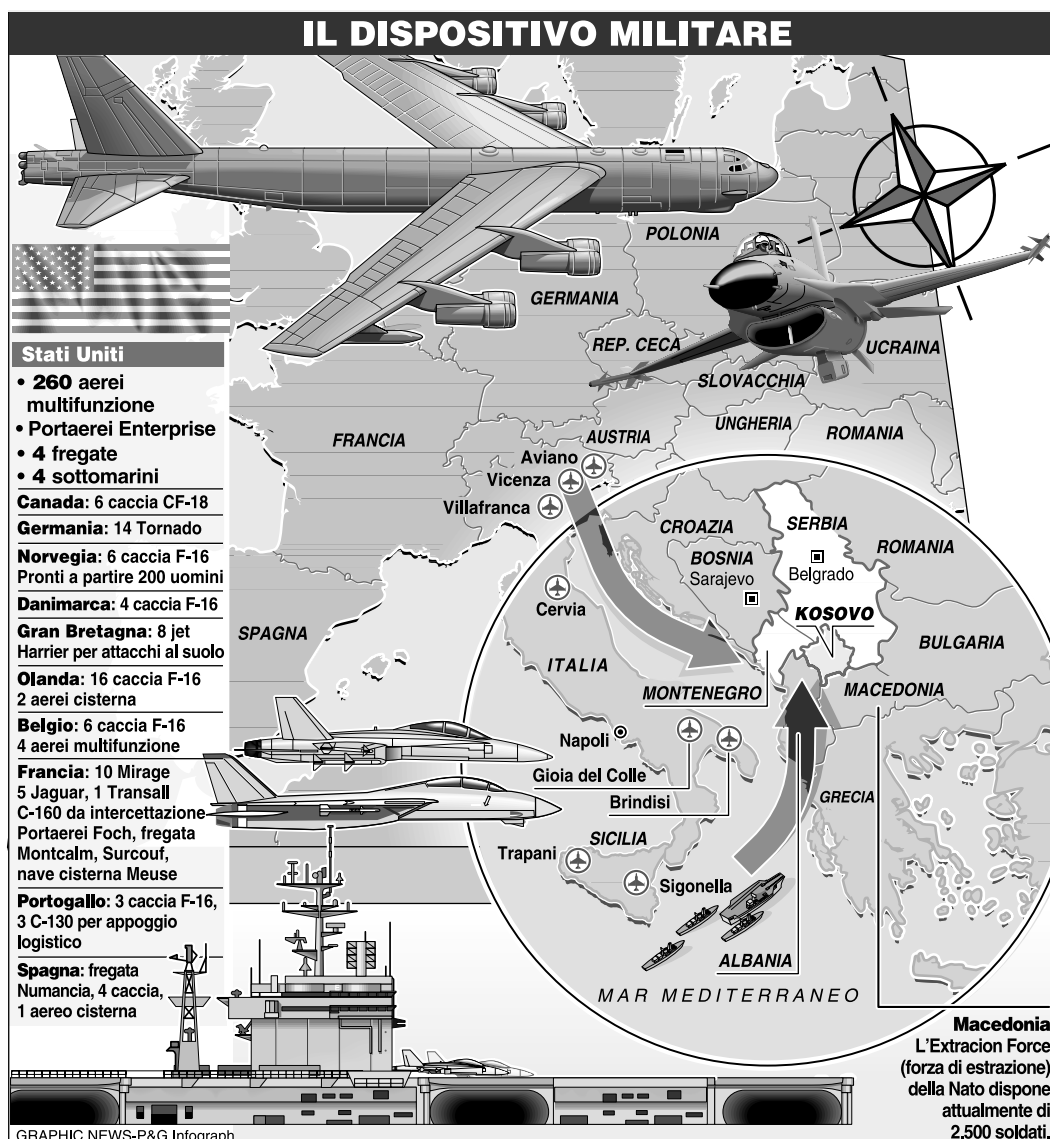 IL DISPOSITIVO MILITARE
Stati Uniti
• 260 aerei
multifunzione
• Portaerei Enterprise
• 4 fregate
• 4 sottomarini
Canada: 6 caccia CF-18
Germania: 14 Tornado
Norvegia: 6 caccia F-16
Pronti a partire 200 uomini
Danimarca: 4 caccia F-16
Gran Bretagna: 8 jet
Harrier per attacchi al suolo
Olanda: 16 caccia F-16
2 aerei cisterna
Belgio: 6 caccia F-16
4 aerei multifunzione
Francia: 10 Mirage
5 Jaguar, 1 Transall
C-160 da intercettazione
Portaerei Foch, fregata
Montcalm, Surcouf,
nave cisterna Meuse
Portogallo: 3 caccia F-16,
3 C-130 per appoggio
logistico
Spagna: fregata
Numancia, 4 caccia,
1 aereo cisterna
POLONIA
GERMANIA
REP. CECA
UCRAINA
SLOVACCHIA
FRANCIA
AUSTRIA
UNGHERIA
ROMANIA
Aviano
Vicenza
Villafranca
SPAGNA
CROAZIA
SERBIA
BOSNIA
Sarajevo
Belgrado
ROMANIA
Cervia
KOSOVO
BULGARIA
ITALIA
MONTENEGRO
MACEDONIA
Napoli
Gioia del Colle
Brindisi
GRECIA
SICILIA
Trapani
Sigonella
ALBANIA
MAR MEDITERRANEO
Macedonia
L'Extracion Force
(forza di estrazione)
della Nato dispone
attualmente di
2.500 soldati.
GRAPHIC NEWS-P&G Infograph